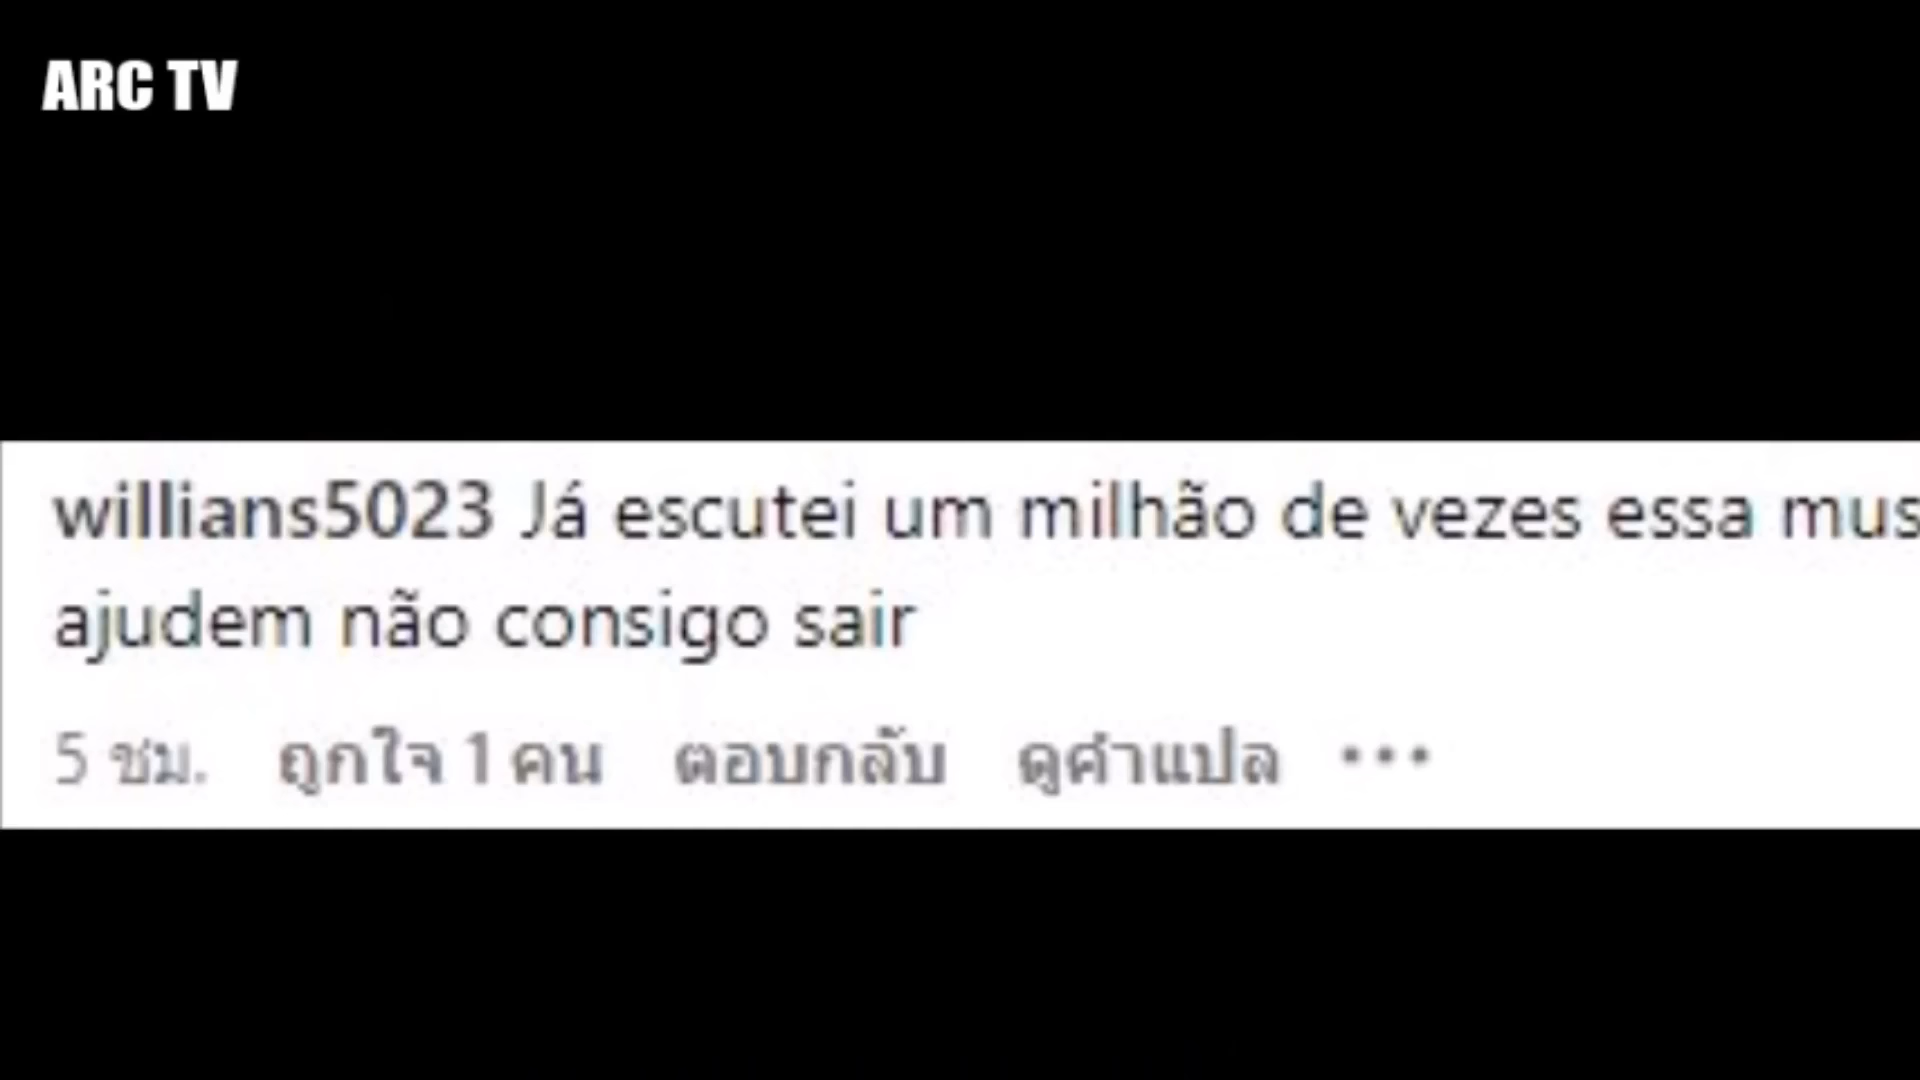 ARC TV
willians5023 Já escutei um milhão de vezes essa mus
ajudem não consigo sair
5 ชม. ถูกใจ 1 คน ตอบกลับ ดูคำแปล •••